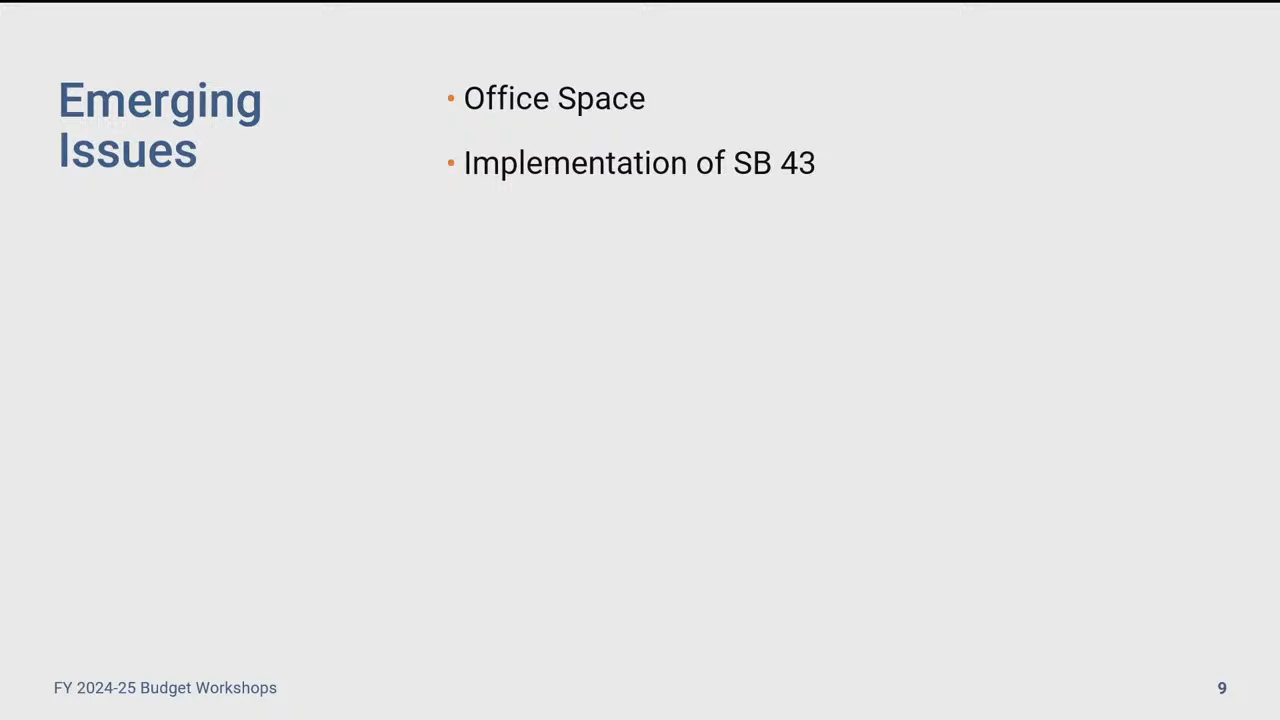 Emerging
Issues
• Office Space
• Implementation of SB 43
FY 2024-25 Budget Workshops
9